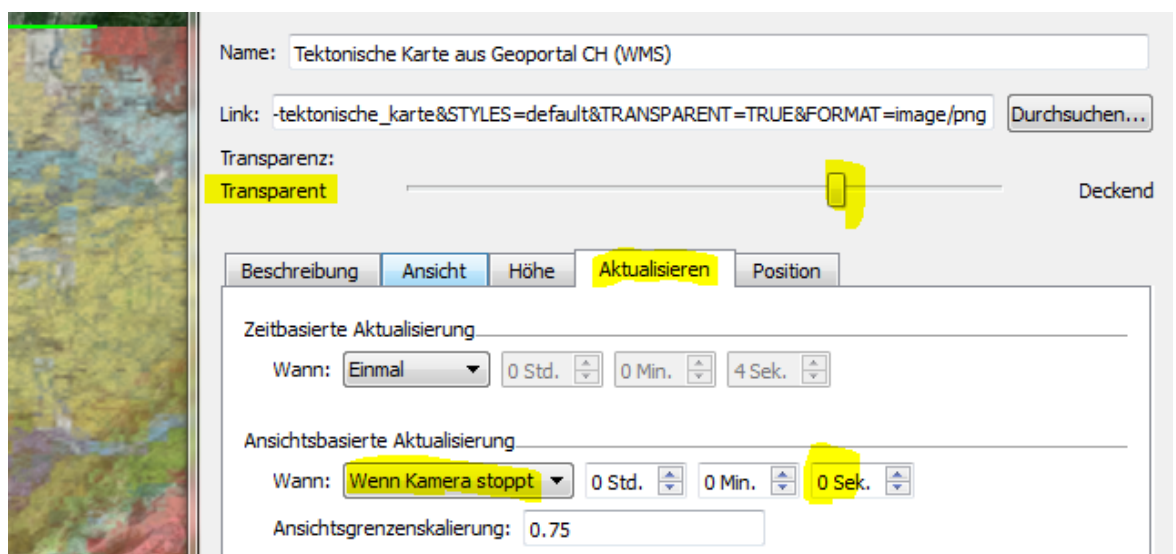 Name: Tektonische Karte aus Geoportal CH (WMS)
Link: -tektonische_karte&STYLES=default&TRANSPARENT=TRUE&FORMAT=image/png Durchsuchen...
Transparenz:
Transparent Deckend
Beschreibung Ansicht Höhe Aktualisieren Position
Zeitbasierte Aktualisierung
Wann: Einmal 0 Std. 0 Min. 4 Sek.
Ansichtsbasierte Aktualisierung
Wann: Wenn Kamera stoppt 0 Std. 0 Min. 0 Sek.
Ansichtsgrenzenskalierung: 0.75